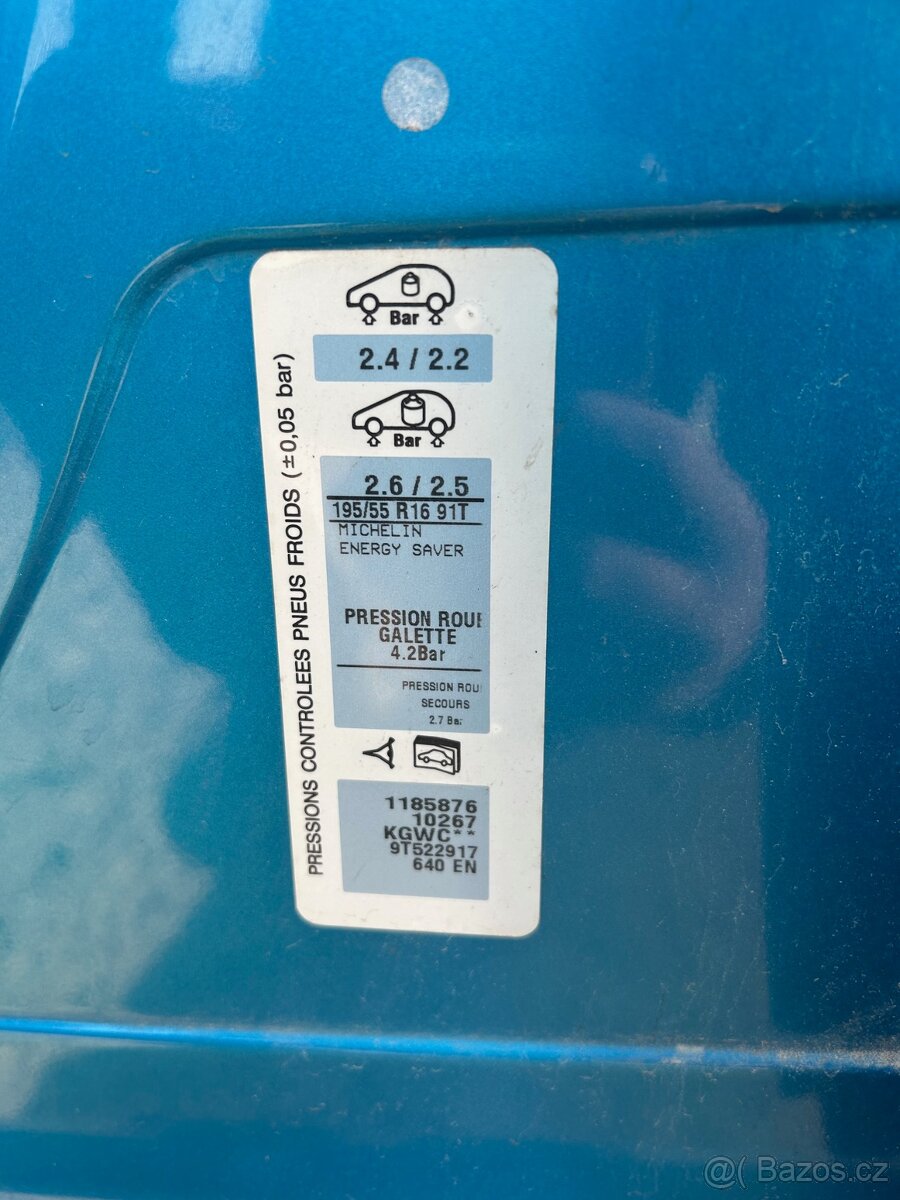 PRESSIONS CONTROLEES PNEUS FROIDS (±0,05 bar)
Bar
2.4 / 2.2
Bar
2.6 / 2.5
195/55 R16 91T
MICHELIN
ENERGY SAVER
PRESSION ROUE
GALETTE
4.2Bar
PRESSION ROU
SECOURS
2.7 Bar
1185876
10267
KGWC**
9T522917
640 EN
@( Bazos.cz